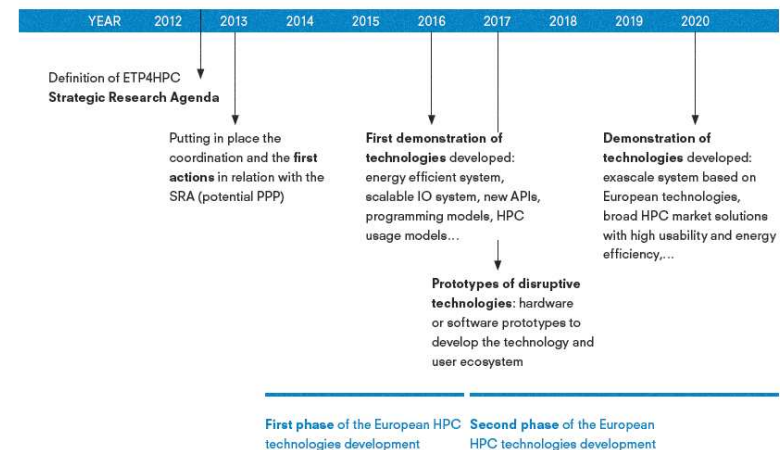 YEAR 2012 2013 2014 2015 2016 2017 2018 2019 2020
Definition of ETP4HPC
Strategic Research Agenda
Putting in place the
coordination and the first
actions in relation with the
SRA (potential PPP)
First demonstration of
technologies developed:
energy efficient system,
scalable IO system, new APIs,
programming models, HPC
usage models...
Prototypes of disruptive
technologies: hardware
or software prototypes to
develop the technology and
user ecosystem
Demonstration of
technologies developed:
exascale system based on
European technologies,
broad HPC market solutions
with high usability and energy
efficiency,...
First phase of the European HPC
technologies development
Second phase of the European
HPC technologies development